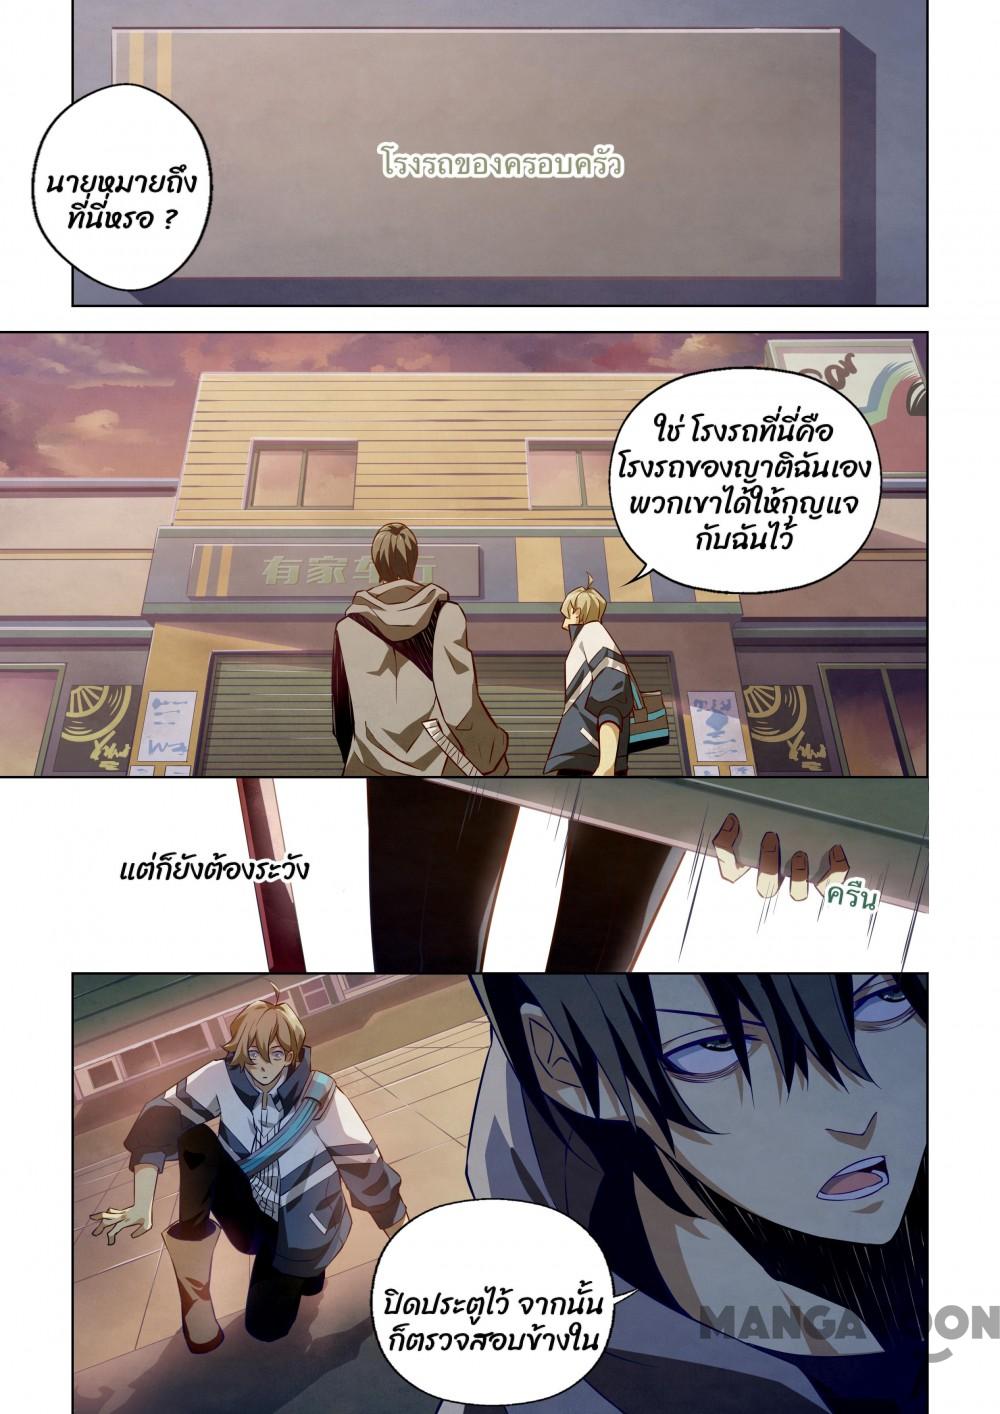 โรงรถของครอบครัว
นายหมายถึง
ที่นี่หรอ ?
ใช่ โรงรถที่นี่คือ
โรงรถของญาติฉันเอง
พวกเขาได้ให้กุญแจ
กับฉันไว้
有家车行
แต่ก็ยังต้องระวัง
ครืน
ปิดประตูไว้ จากนั้น
ก็ตรวจสอบข้างใน